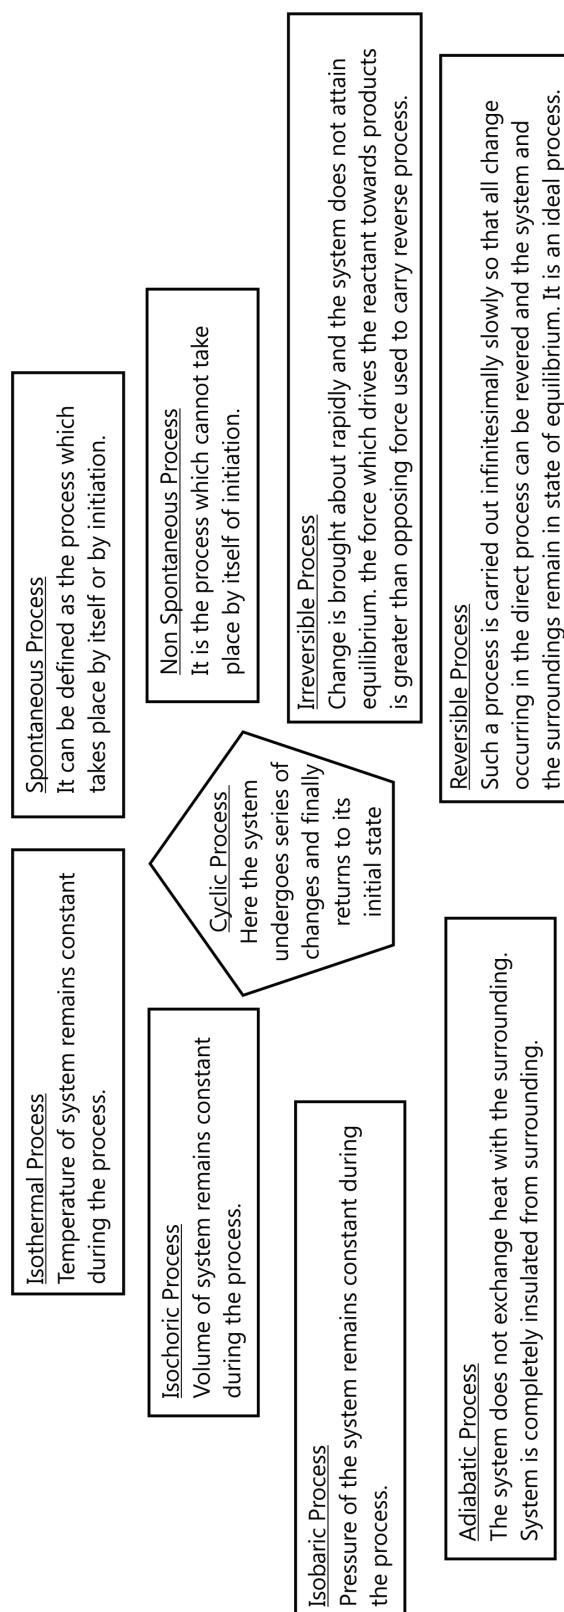 Isothermal Process
Temperature of system remains constant
during the process.
Spontaneous Process
It can be defined as the process which
takes place by itself or by initiation.
Isochoric Process
Volume of system remains constant
during the process.
Cyclic Process
Here the system
undergoes series of
changes and finally
returns to its
initial state
Non Spontaneous Process
It is the process which cannot take
place by itself of initiation.
Isobaric Process
Pressure of the system remains constant during
the process.
Irreversible Process
Change is brought about rapidly and the system does not attain
equilibrium. the force which drives the reactant towards products
is greater than opposing force used to carry reverse process.
Adiabatic Process
The system does not exchange heat with the surrounding.
System is completely insulated from surrounding.
Reversible Process
Such a process is carried out infinitesimally slowly so that all change
occurring in the direct process can be revered and the system and
the surroundings remain in state of equilibrium. It is an ideal process.